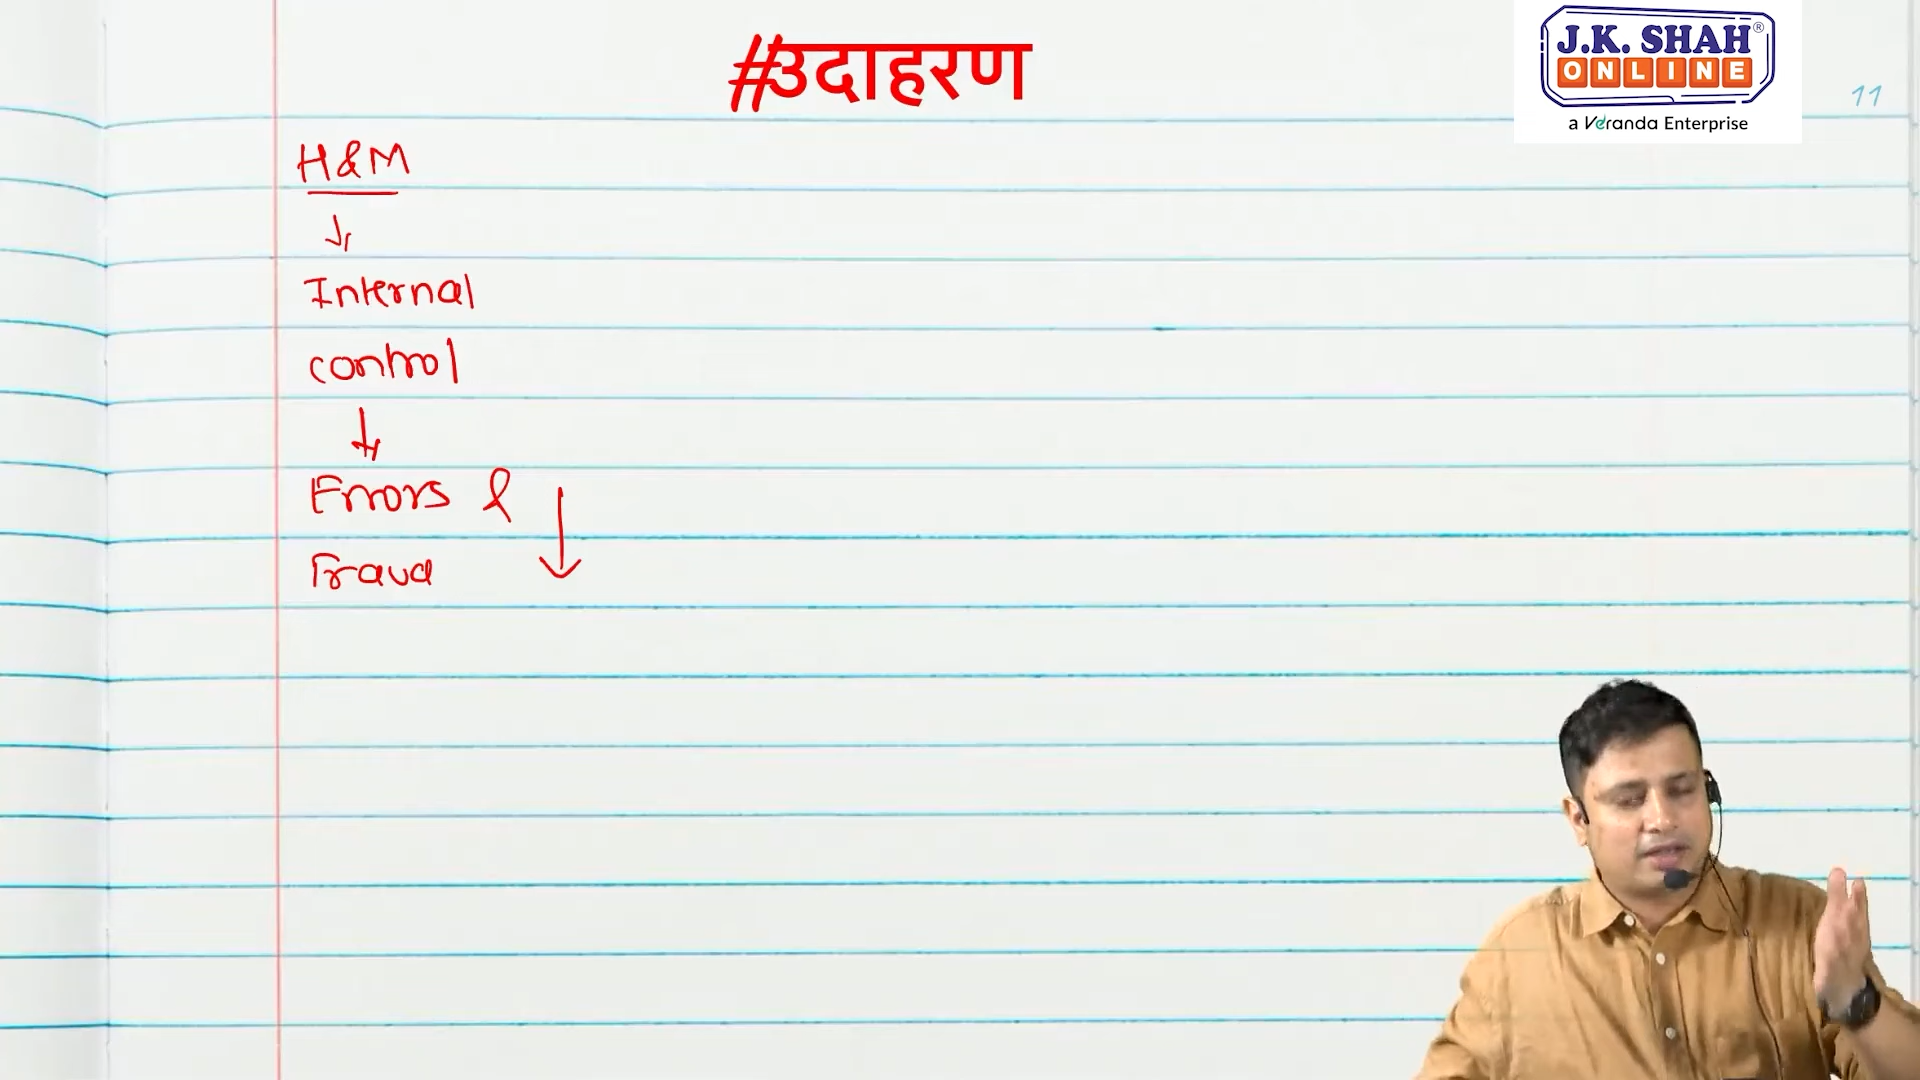 #उदाहरण
J.K. SHAH®
ONLINE
a Veranda Enterprise
11
H&M
Internal
control
Errors &
Fraud